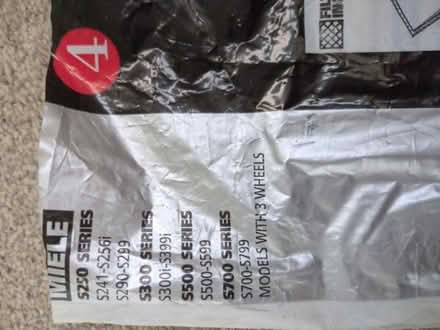 4
MIELE
S250 SERIES
S241-S256i
S290-S299
S300 SERIES
S300i-S399i
S500 SERIES
S500-S599
S700 SERIES
S700-S799
MODELS WITH 3 WHEELS